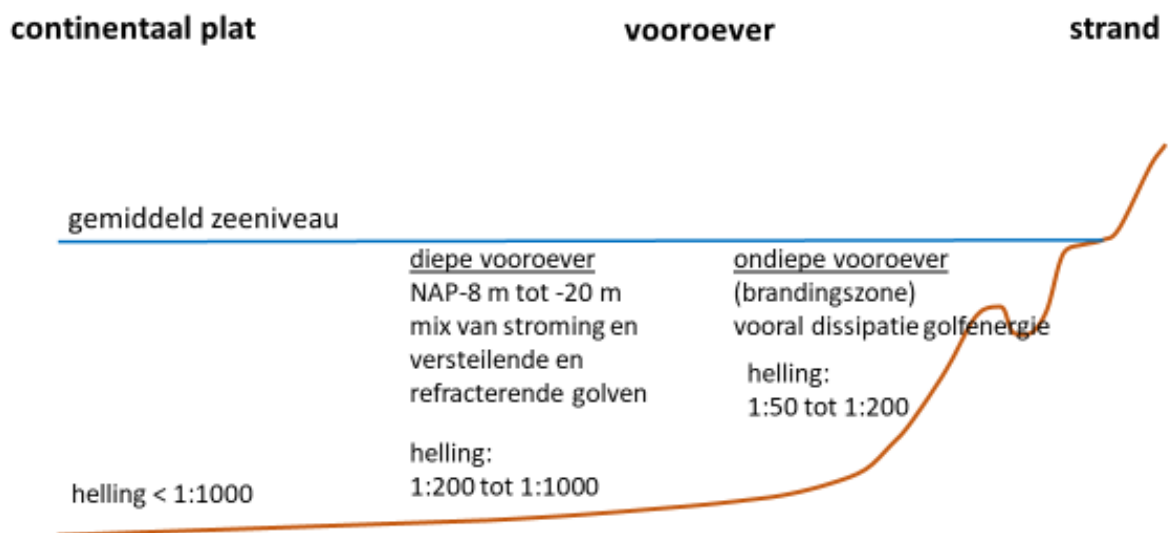 continentaal plat
vooroever
strand
gemiddeld zeeniveau
diepe vooroever
NAP-8 m tot -20 m
mix van stroming en
versteilende en
refracterende golven
helling:
1:200 tot 1:1000
ondiepe vooroever
(brandingszone)
vooral dissipatie golfenergie
helling:
1:50 tot 1:200
helling < 1:1000